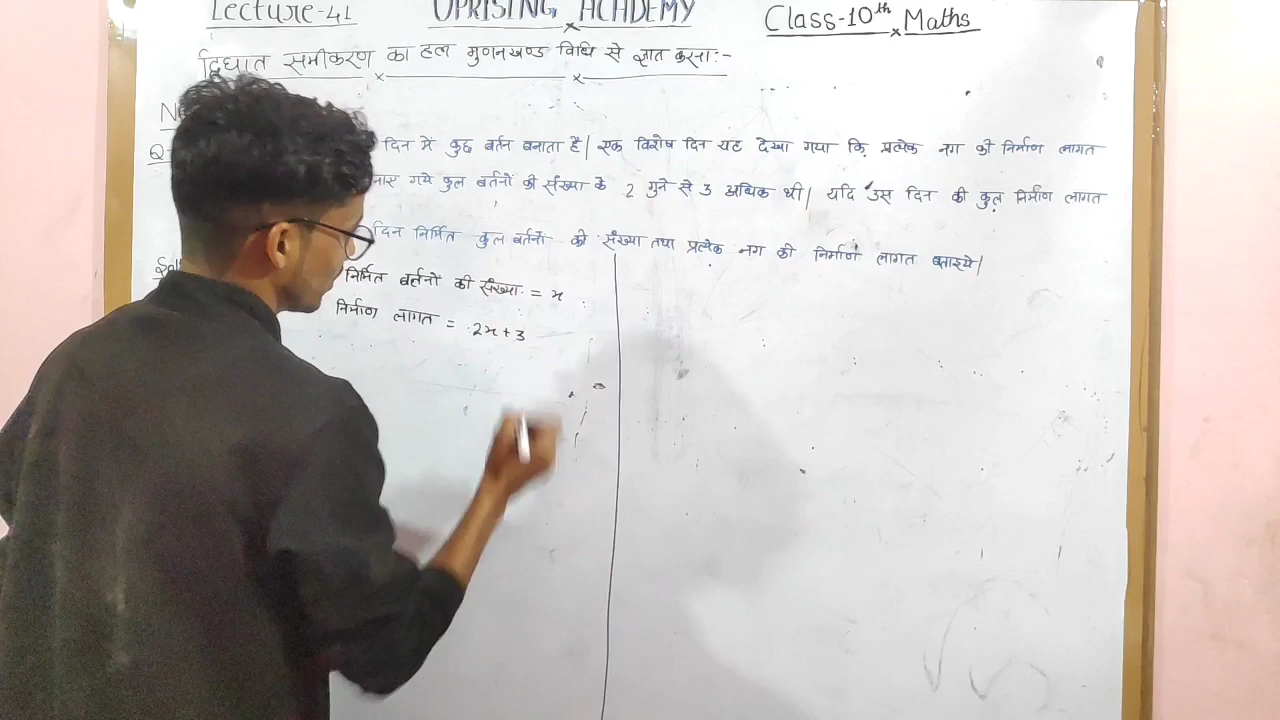 Lecture-41 UPRISING ACADEMY Class-10th Maths
द्विघात समीकरण का हल गुणनखण्ड विधि से ज्ञात करना:-
दिन में कुछ बर्तन बनाता है| एक विशेष दिन यह देखा गया कि प्रत्येक नग की निर्माण लागत
गये कुल बर्तनों की संख्या के 2 गुने से 3 अधिक थी| यदि उस दिन की कुल निर्माण लागत
दिन निर्मित कुल बर्तनों की संख्या तथा प्रत्येक नग की निर्माण लागत बताइये|
निर्मित बर्तनों की संख्या = x
निर्माण लागत = 2x+3